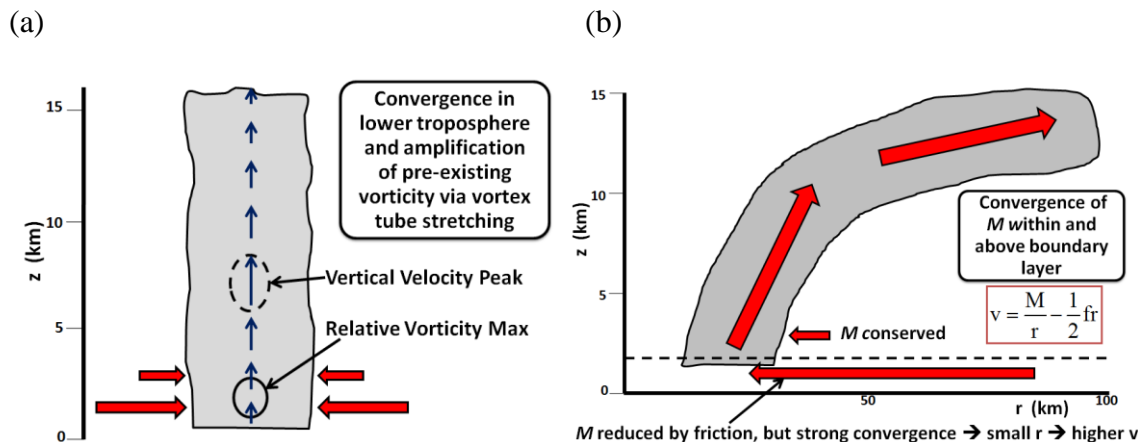 (a)
15
10
5
0
z (km)
Convergence in
lower troposphere
and amplification
of pre-existing
vorticity via vortex
tube stretching
Vertical Velocity Peak
Relative Vorticity Max
(b)
15
10
5
0
z (km)
Convergence of
M within and
above boundary
layer
v = M/r − 1/2 fr
M conserved
50
r (km)
100
M reduced by friction, but strong convergence → small r → higher v